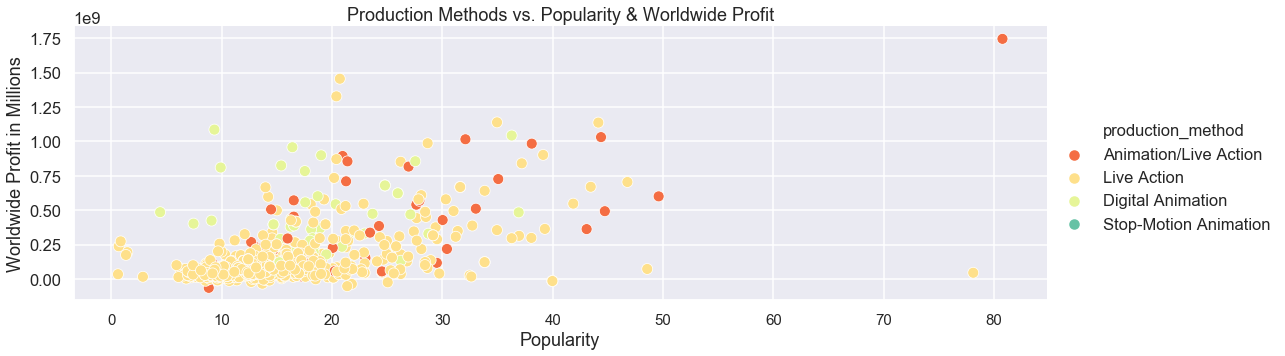 Production Methods vs. Popularity & Worldwide Profit
1e9
1.75
1.50
1.25
1.00
0.75
0.50
0.25
0.00
Worldwide Profit in Millions
0 10 20 30 40 50 60 70 80
Popularity
production_method
Animation/Live Action
Live Action
Digital Animation
Stop-Motion Animation